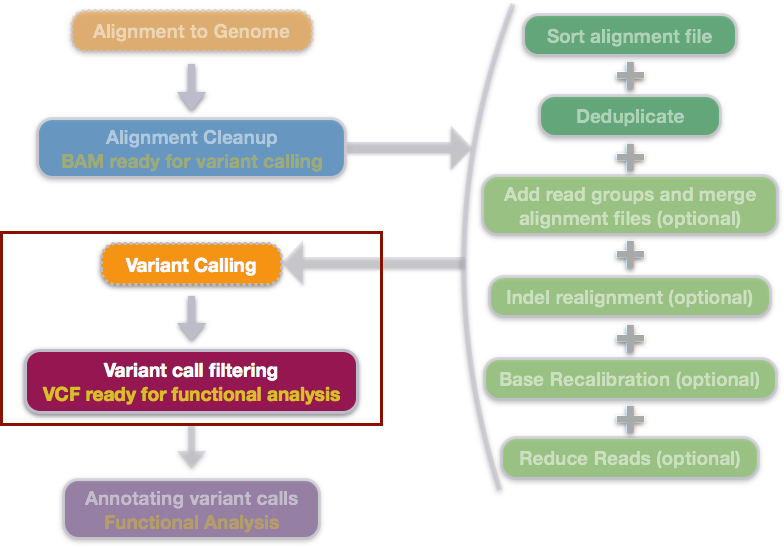 Alignment to Genome
Alignment Cleanup
BAM ready for variant calling
Variant Calling
Variant call filtering
VCF ready for functional analysis
Annotating variant calls
Functional Analysis
Sort alignment file
Deduplicate
Add read groups and merge
alignment files (optional)
Indel realignment (optional)
Base Recalibration (optional)
Reduce Reads (optional)